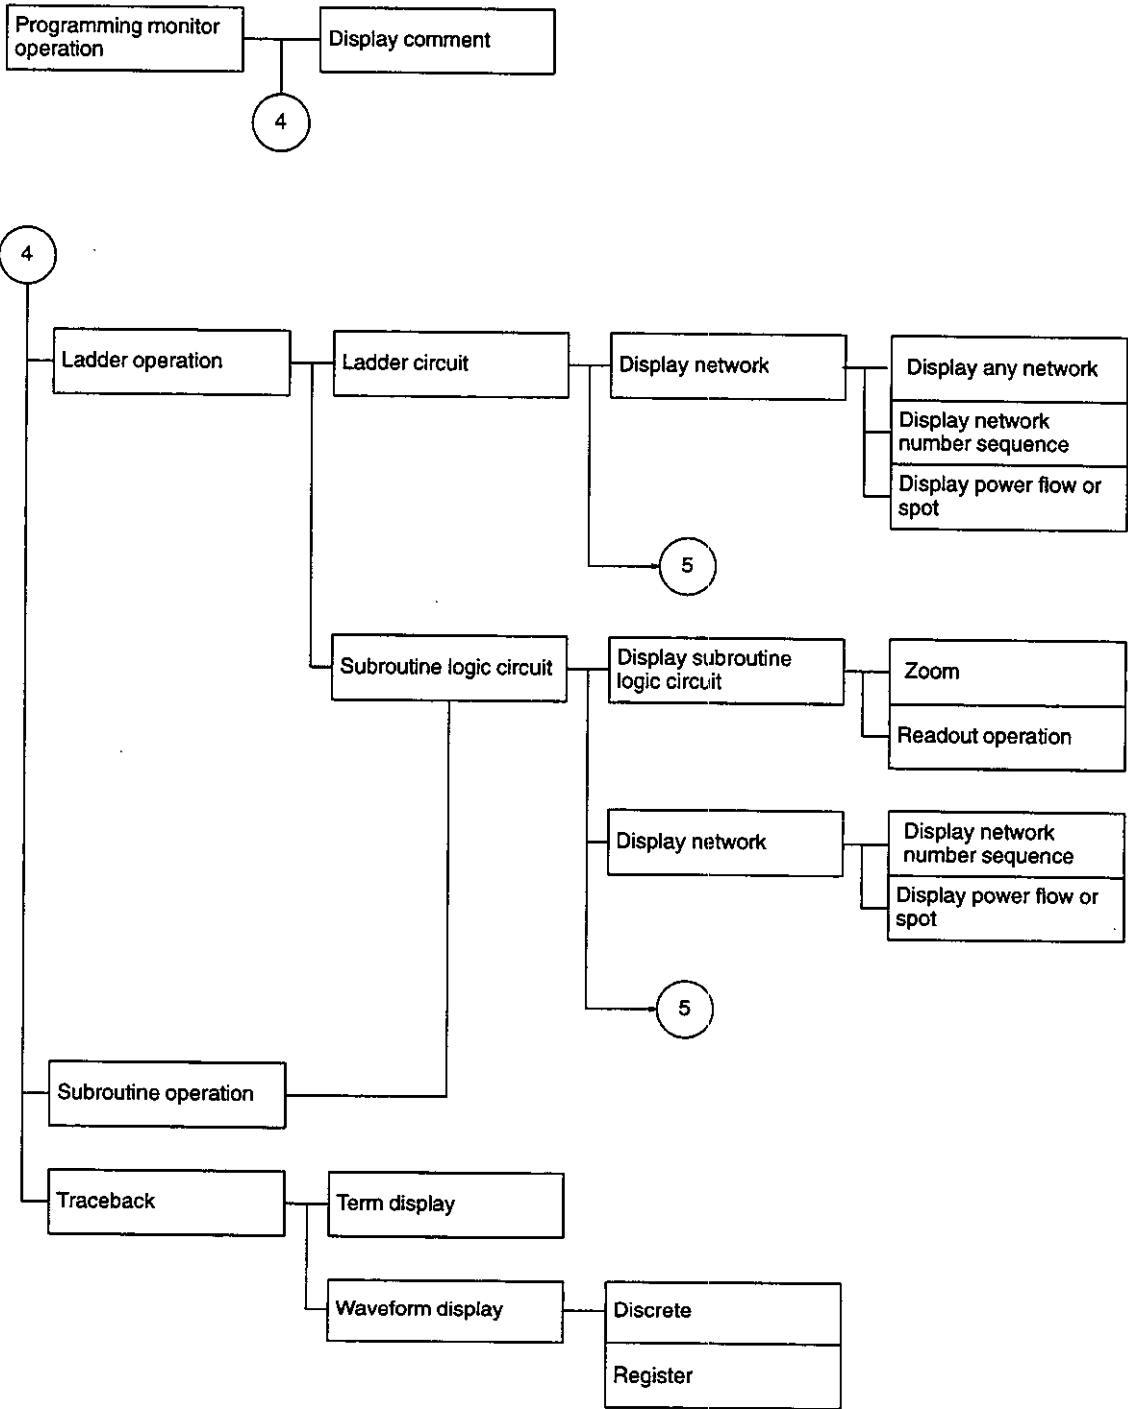 Programming monitor
operation
Display comment
4
4
Ladder operation
Ladder circuit
Display network
Display any network
Display network
number sequence
Display power flow or
spot
5
Subroutine logic circuit
Display subroutine
logic circuit
Zoom
Readout operation
Display network
Display network
number sequence
Display power flow or
spot
5
Subroutine operation
Traceback
Term display
Waveform display
Discrete
Register